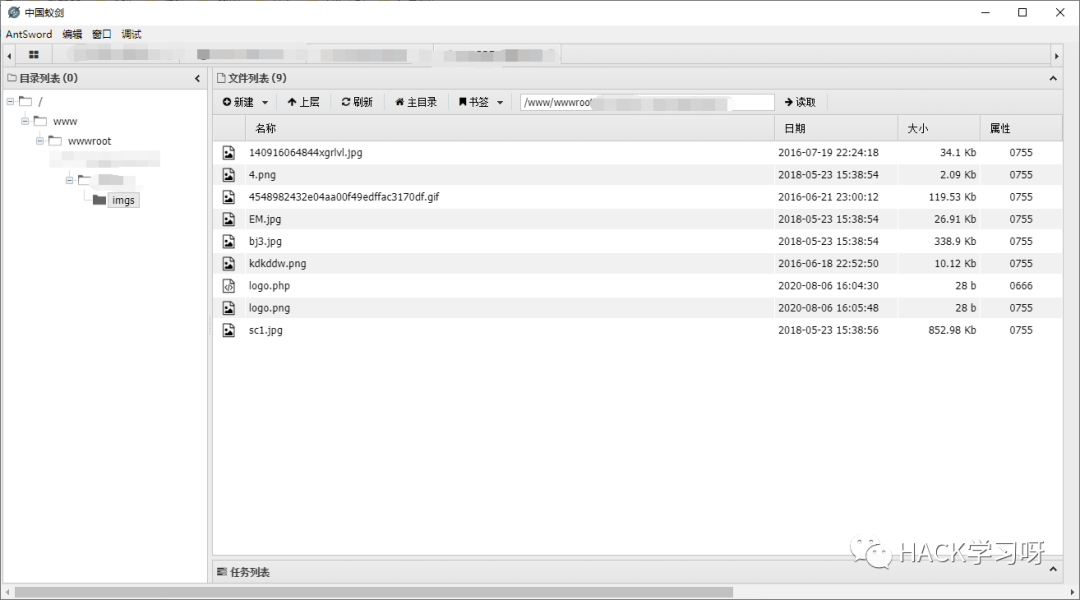 中国蚁剑
AntSword 编辑 窗口 调试
目录列表 (0)
文件列表 (9)
新建 上层 刷新 主目录 书签 /www/wwwroot 读取
/
www
wwwroot
imgs
名称 日期 大小 属性
140916064844xgrlvl.jpg 2016-07-19 22:24:18 34.1 Kb 0755
4.png 2018-05-23 15:38:54 2.09 Kb 0755
4548982432e04aa00f49edffac3170df.gif 2016-06-21 23:00:12 119.53 Kb 0755
EM.jpg 2018-05-23 15:38:54 26.91 Kb 0755
bj3.jpg 2018-05-23 15:38:54 338.9 Kb 0755
kdkddw.png 2016-06-18 22:52:50 10.12 Kb 0755
logo.php 2020-08-06 16:04:30 28 b 0666
logo.png 2020-08-06 16:05:48 28 b 0755
sc1.jpg 2018-05-23 15:38:56 852.98 Kb 0755
HACK学习呀
任务列表